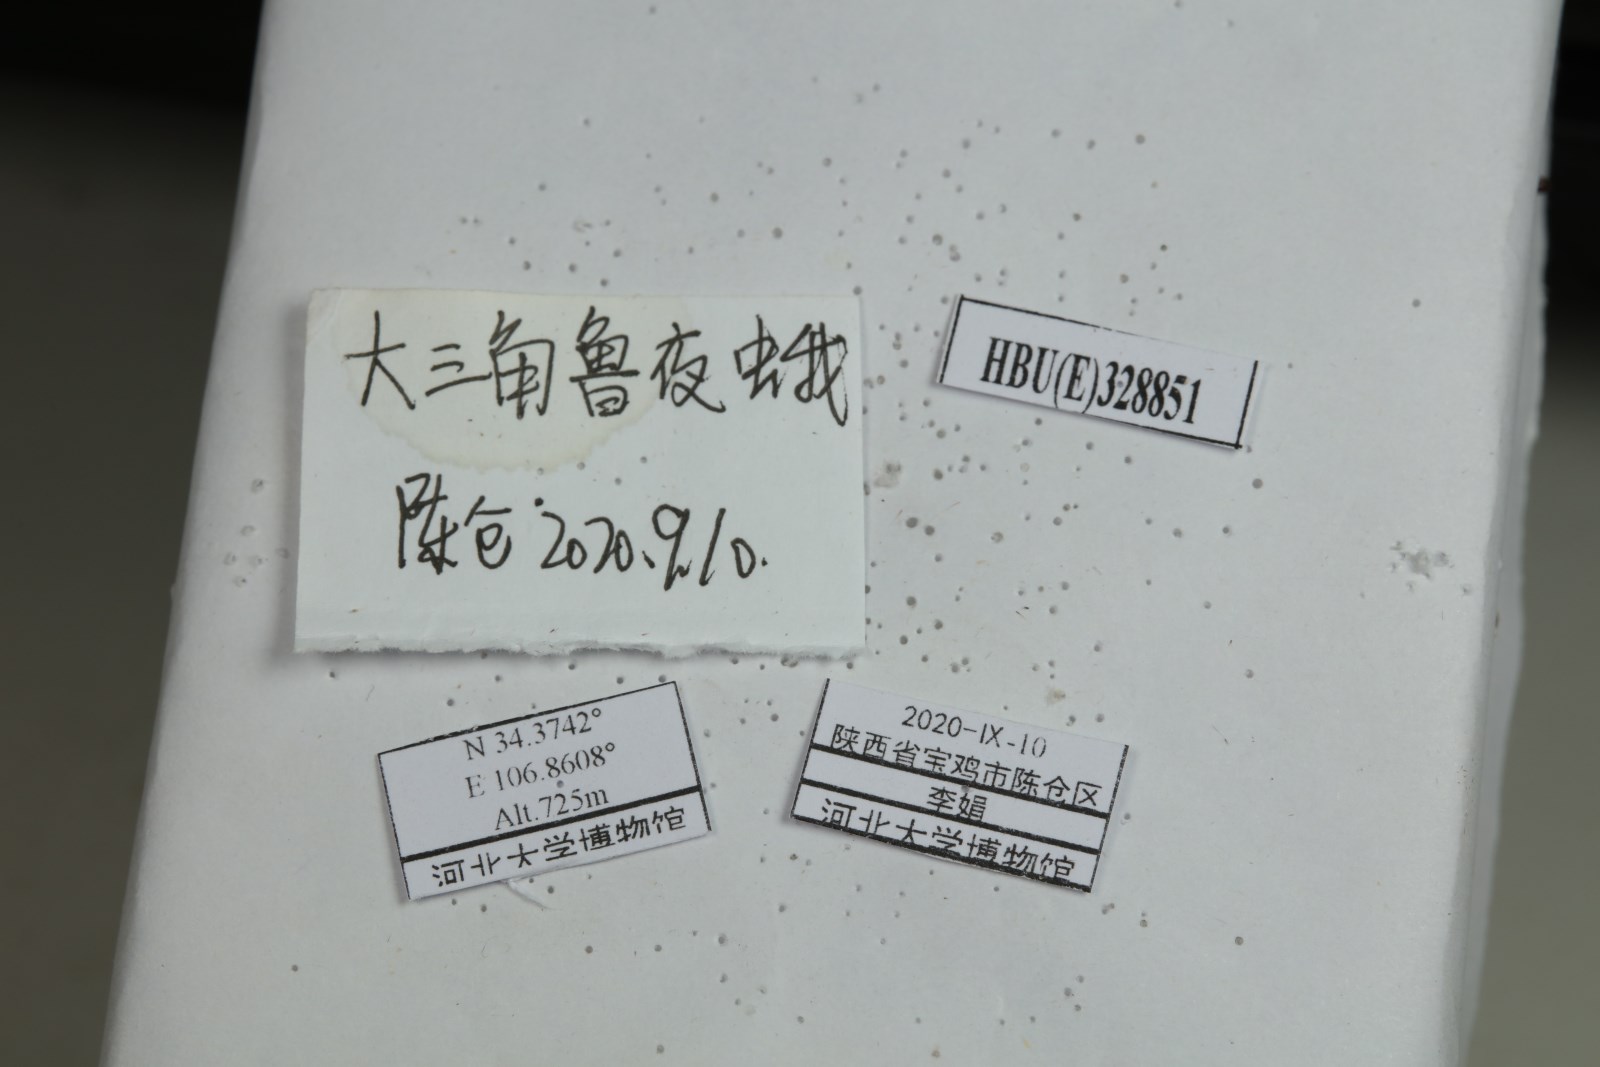 大三角鲁夜蛾
陈仓 2020.9.10.
HBU(E)328851
N 34.3742°
E 106.8608°
Alt.725m
河北大学博物馆
2020-IX-10
陕西省宝鸡市陈仓区
李娟
河北大学博物馆